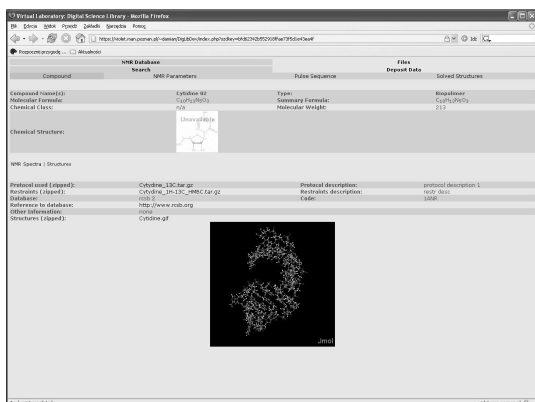 Virtual Laboratory: Digital Science Library - Mozilla Firefox
Plik Edycja Widok Przejdź Zakładki Narzędzia Pomoc
Idź
Rozpocznij przygodę ... Aktualności
NMR Database Files
Search Deposit Data
Compound NMR Parameters Pulse Sequence Solved Structures
Compound Name(s): Cytidine 02 Type: Biopolimer
Molecular Formula: Summary Formula:
Chemical Class: n/a Molecular Weight: 213
Chemical Structure: Unavailable
NMR Spectra | Structures
Protocol used (zipped): Cytydine_13C.tar.gz Protocol description: protocol description 1
Restraints (zipped): Cytydine_1H-13C_HMBC.tar.gz Restraints description: restr desc
Database: rcsb 2 Code: 1ANR
Reference to database: http://www.rcsb.org
Other Information: none
Structures (zipped): Cytidine.gif
Jmol